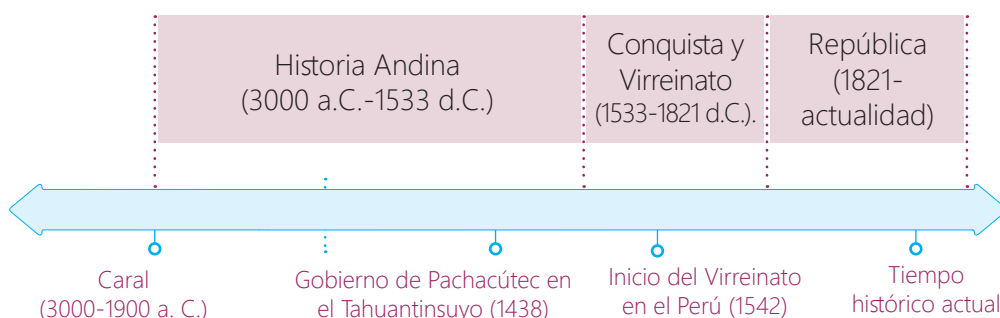 Historia Andina
(3000 a.C.-1533 d.C.)
Conquista y
Virreinato
(1533-1821 d.C.).
República
(1821-
actualidad)
Caral
(3000-1900 a. C.)
Gobierno de Pachacútec en
el Tahuantinsuyo (1438)
Inicio del Virreinato
en el Perú (1542)
Tiempo
histórico actual